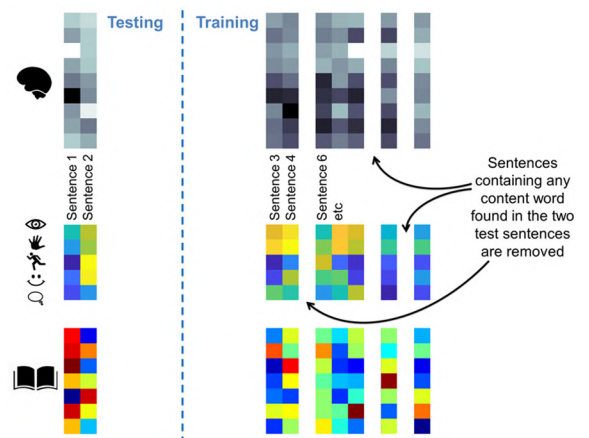 Testing
Training
Sentence 1
Sentence 2
Sentence 3
Sentence 4
Sentence 6
etc
Sentences
containing any
content word
found in the two
test sentences
are removed